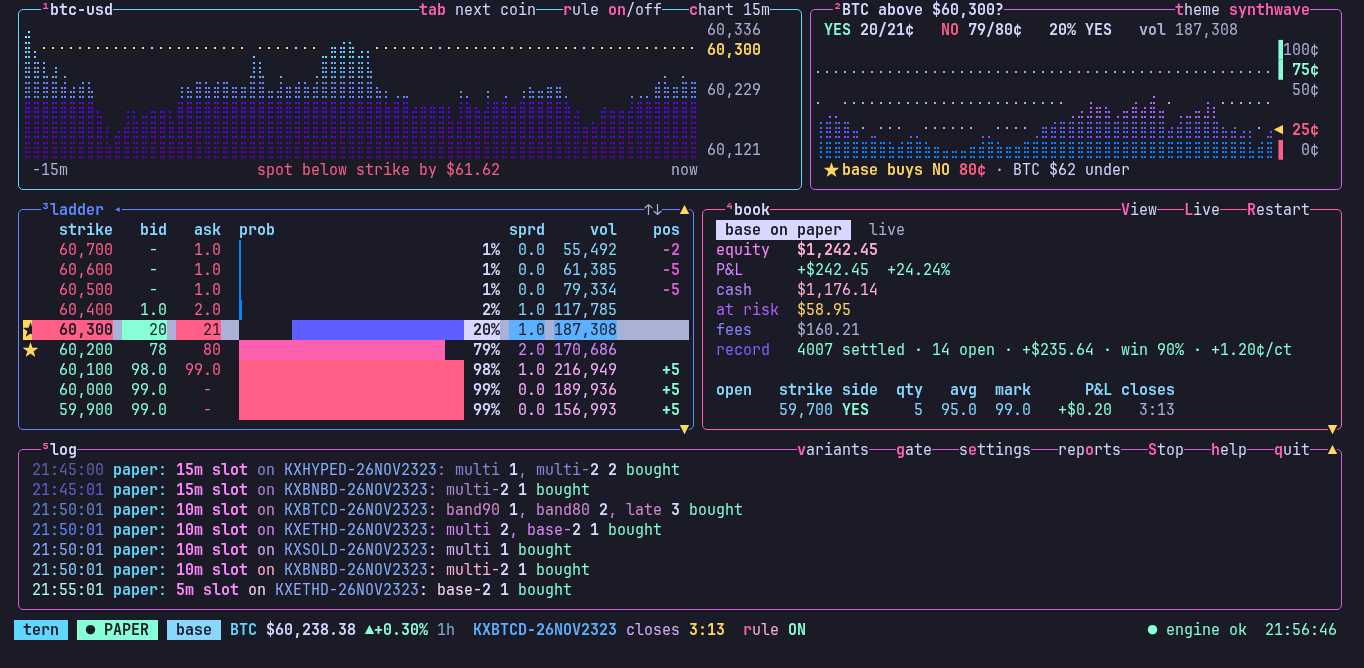 ¹btc-usd tab next coin rule on/off chart 15m
60,336
60,300
60,229
60,121
-15m spot below strike by $61.62 now
²BTC above $60,300? theme synthwave
YES 20/21¢ NO 79/80¢ 20% YES vol 187,308
100¢
75¢
50¢
25¢
0¢
★base buys NO 80¢ · BTC $62 under
³ladder ◂ ↑↓ ▲
strike bid ask prob sprd vol pos
60,700 - 1.0 1% 0.0 55,492 -2
60,600 - 1.0 1% 0.0 61,385 -5
60,500 - 1.0 1% 0.0 79,334 -5
60,400 1.0 2.0 2% 1.0 117,785
★ 60,300 20 21 20% 1.0 187,308
★ 60,200 78 80 79% 2.0 170,686
60,100 98.0 99.0 98% 1.0 216,949 +5
60,000 99.0 - 99% 0.0 189,936 +5
59,900 99.0 - 99% 0.0 156,993 +5
⁴book View Live Restart
base on paper live
equity $1,242.45
P&L +$242.45 +24.24%
cash $1,176.14
at risk $58.95
fees $160.21
record 4007 settled · 14 open · +$235.64 · win 90% · +1.20¢/ct
open strike side qty avg mark P&L closes
59,700 YES 5 95.0 99.0 +$0.20 3:13
⁵log variants gate settings reports Stop help quit ▲
21:45:00 paper: 15m slot on KXHYPED-26NOV2323: multi 1, multi-2 2 bought
21:45:01 paper: 15m slot on KXBNBD-26NOV2323: multi-2 1 bought
21:50:01 paper: 10m slot on KXBTCD-26NOV2323: band90 1, band80 2, late 3 bought
21:50:01 paper: 10m slot on KXETHD-26NOV2323: multi 2, base-2 1 bought
21:50:01 paper: 10m slot on KXSOLD-26NOV2323: multi 1 bought
21:50:01 paper: 10m slot on KXBNBD-26NOV2323: multi-2 1 bought
21:55:01 paper: 5m slot on KXETHD-26NOV2323: base-2 1 bought
tern ● PAPER base BTC $60,238.38 ▲+0.30% 1h KXBTCD-26NOV2323 closes 3:13 rule ON ● engine ok 21:56:46